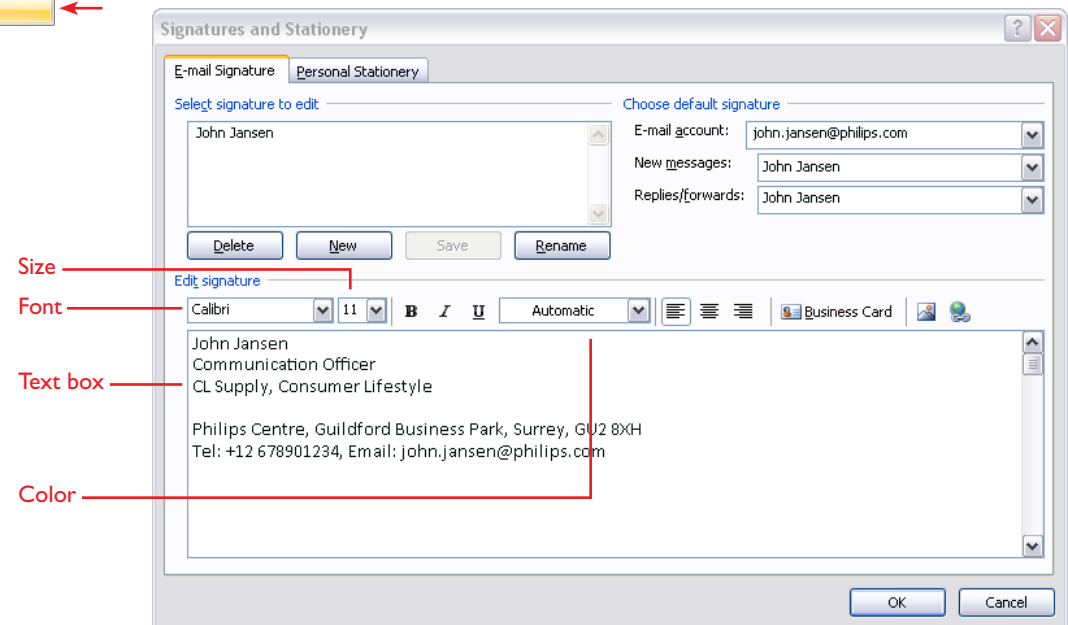 Signatures and Stationery
E-mail Signature
Personal Stationery
Select signature to edit
Choose default signature
John Jansen
E-mail account:
john.jansen@philips.com
New messages:
John Jansen
Replies/forwards:
John Jansen
Delete
New
Save
Rename
Size
Edit signature
Font
Calibri
11
B
I
U
Automatic
Business Card
John Jansen
Communication Officer
Text box
CL Supply, Consumer Lifestyle
Philips Centre, Guildford Business Park, Surrey, GU2 8XH
Tel: +12 678901234, Email: john.jansen@philips.com
Color
OK
Cancel